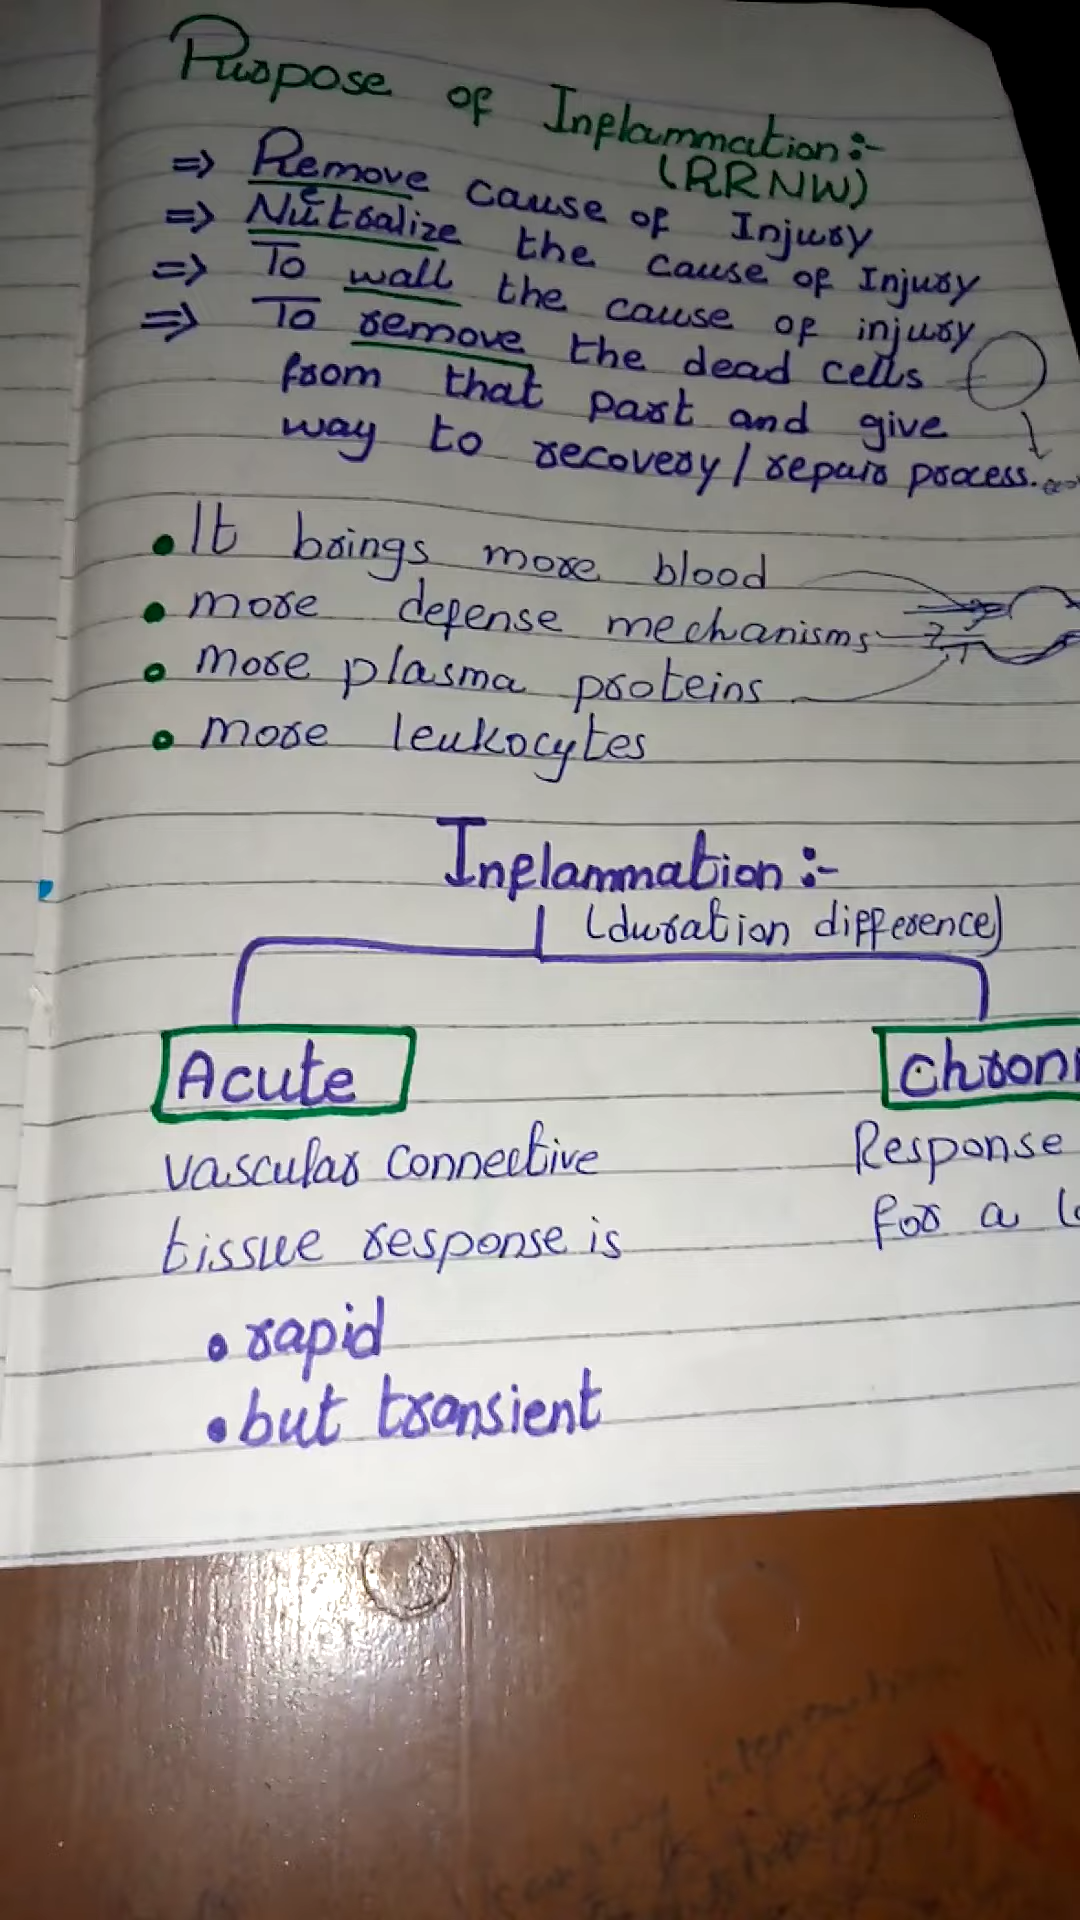 Purpose of Inflammation:-
(RRNW)
=> Remove cause of Injury
=> Neutralize the cause of Injury
=> To wall the cause of injury
=> To remove the dead cells
from that part and give
way to recovery / repair process.
• It brings more blood
• more defense mechanisms
• more plasma proteins
• more leukocytes
Inflammation :-
(duration difference)
Acute
Chroni
vascular connective
tissue response is
• rapid
• but transient
Response
for a